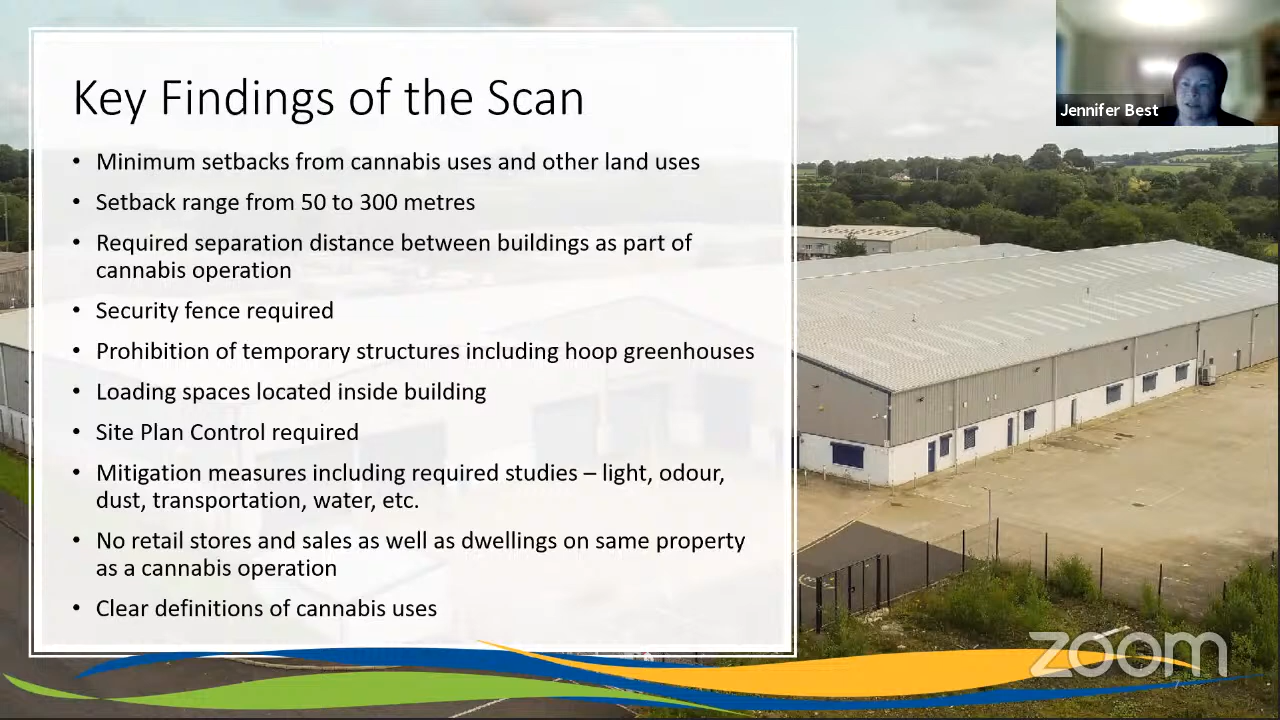 Key Findings of the Scan
• Minimum setbacks from cannabis uses and other land uses
• Setback range from 50 to 300 metres
• Required separation distance between buildings as part of
cannabis operation
• Security fence required
• Prohibition of temporary structures including hoop greenhouses
• Loading spaces located inside building
• Site Plan Control required
• Mitigation measures including required studies – light, odour,
dust, transportation, water, etc.
• No retail stores and sales as well as dwellings on same property
as a cannabis operation
• Clear definitions of cannabis uses
Jennifer Best
zoom